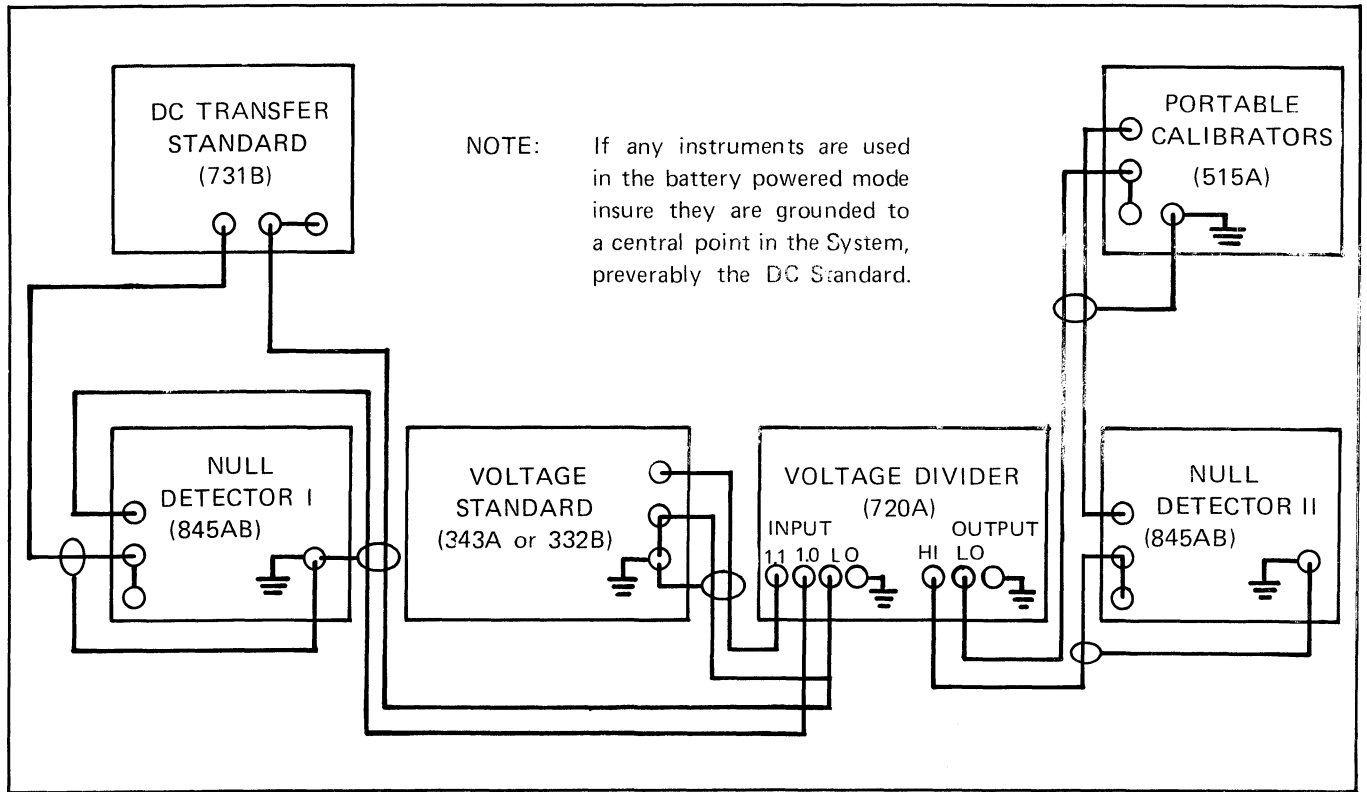 DC TRANSFER
STANDARD
(731B)
NOTE: If any instruments are used
in the battery powered mode
insure they are grounded to
a central point in the System,
preverably the DC Standard.
PORTABLE
CALIBRATORS
(515A)
NULL
DETECTOR I
(845AB)
VOLTAGE
STANDARD
(343A or 332B)
VOLTAGE DIVIDER
(720A)
INPUT OUTPUT
1.1 1.0 LO HI LO
NULL
DETECTOR II
(845AB)